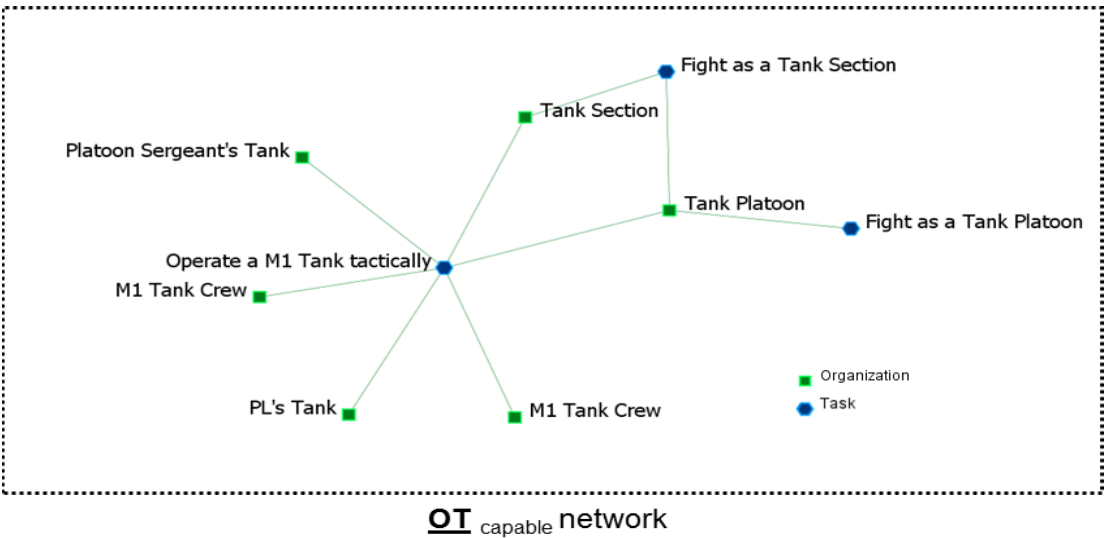 Fight as a Tank Section
Tank Section
Platoon Sergeant's Tank
Tank Platoon
Fight as a Tank Platoon
Operate a M1 Tank tactically
M1 Tank Crew
PL's Tank
M1 Tank Crew
Organization
Task
OT capable network